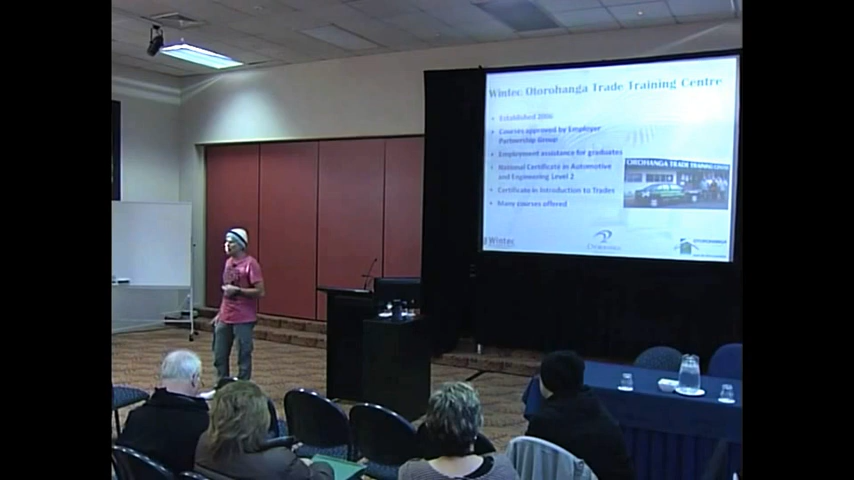 Wintec Otorohanga Trade Training Centre
Established 2006
Courses approved by Employer
Partnership Group
Employment assistance for graduates
National Certificate in Automotive
and Engineering Level 2
Certificate in Introduction to Trades
Many courses offered
OTOROHANGA TRADE TRAINING CENTRE
Wintec